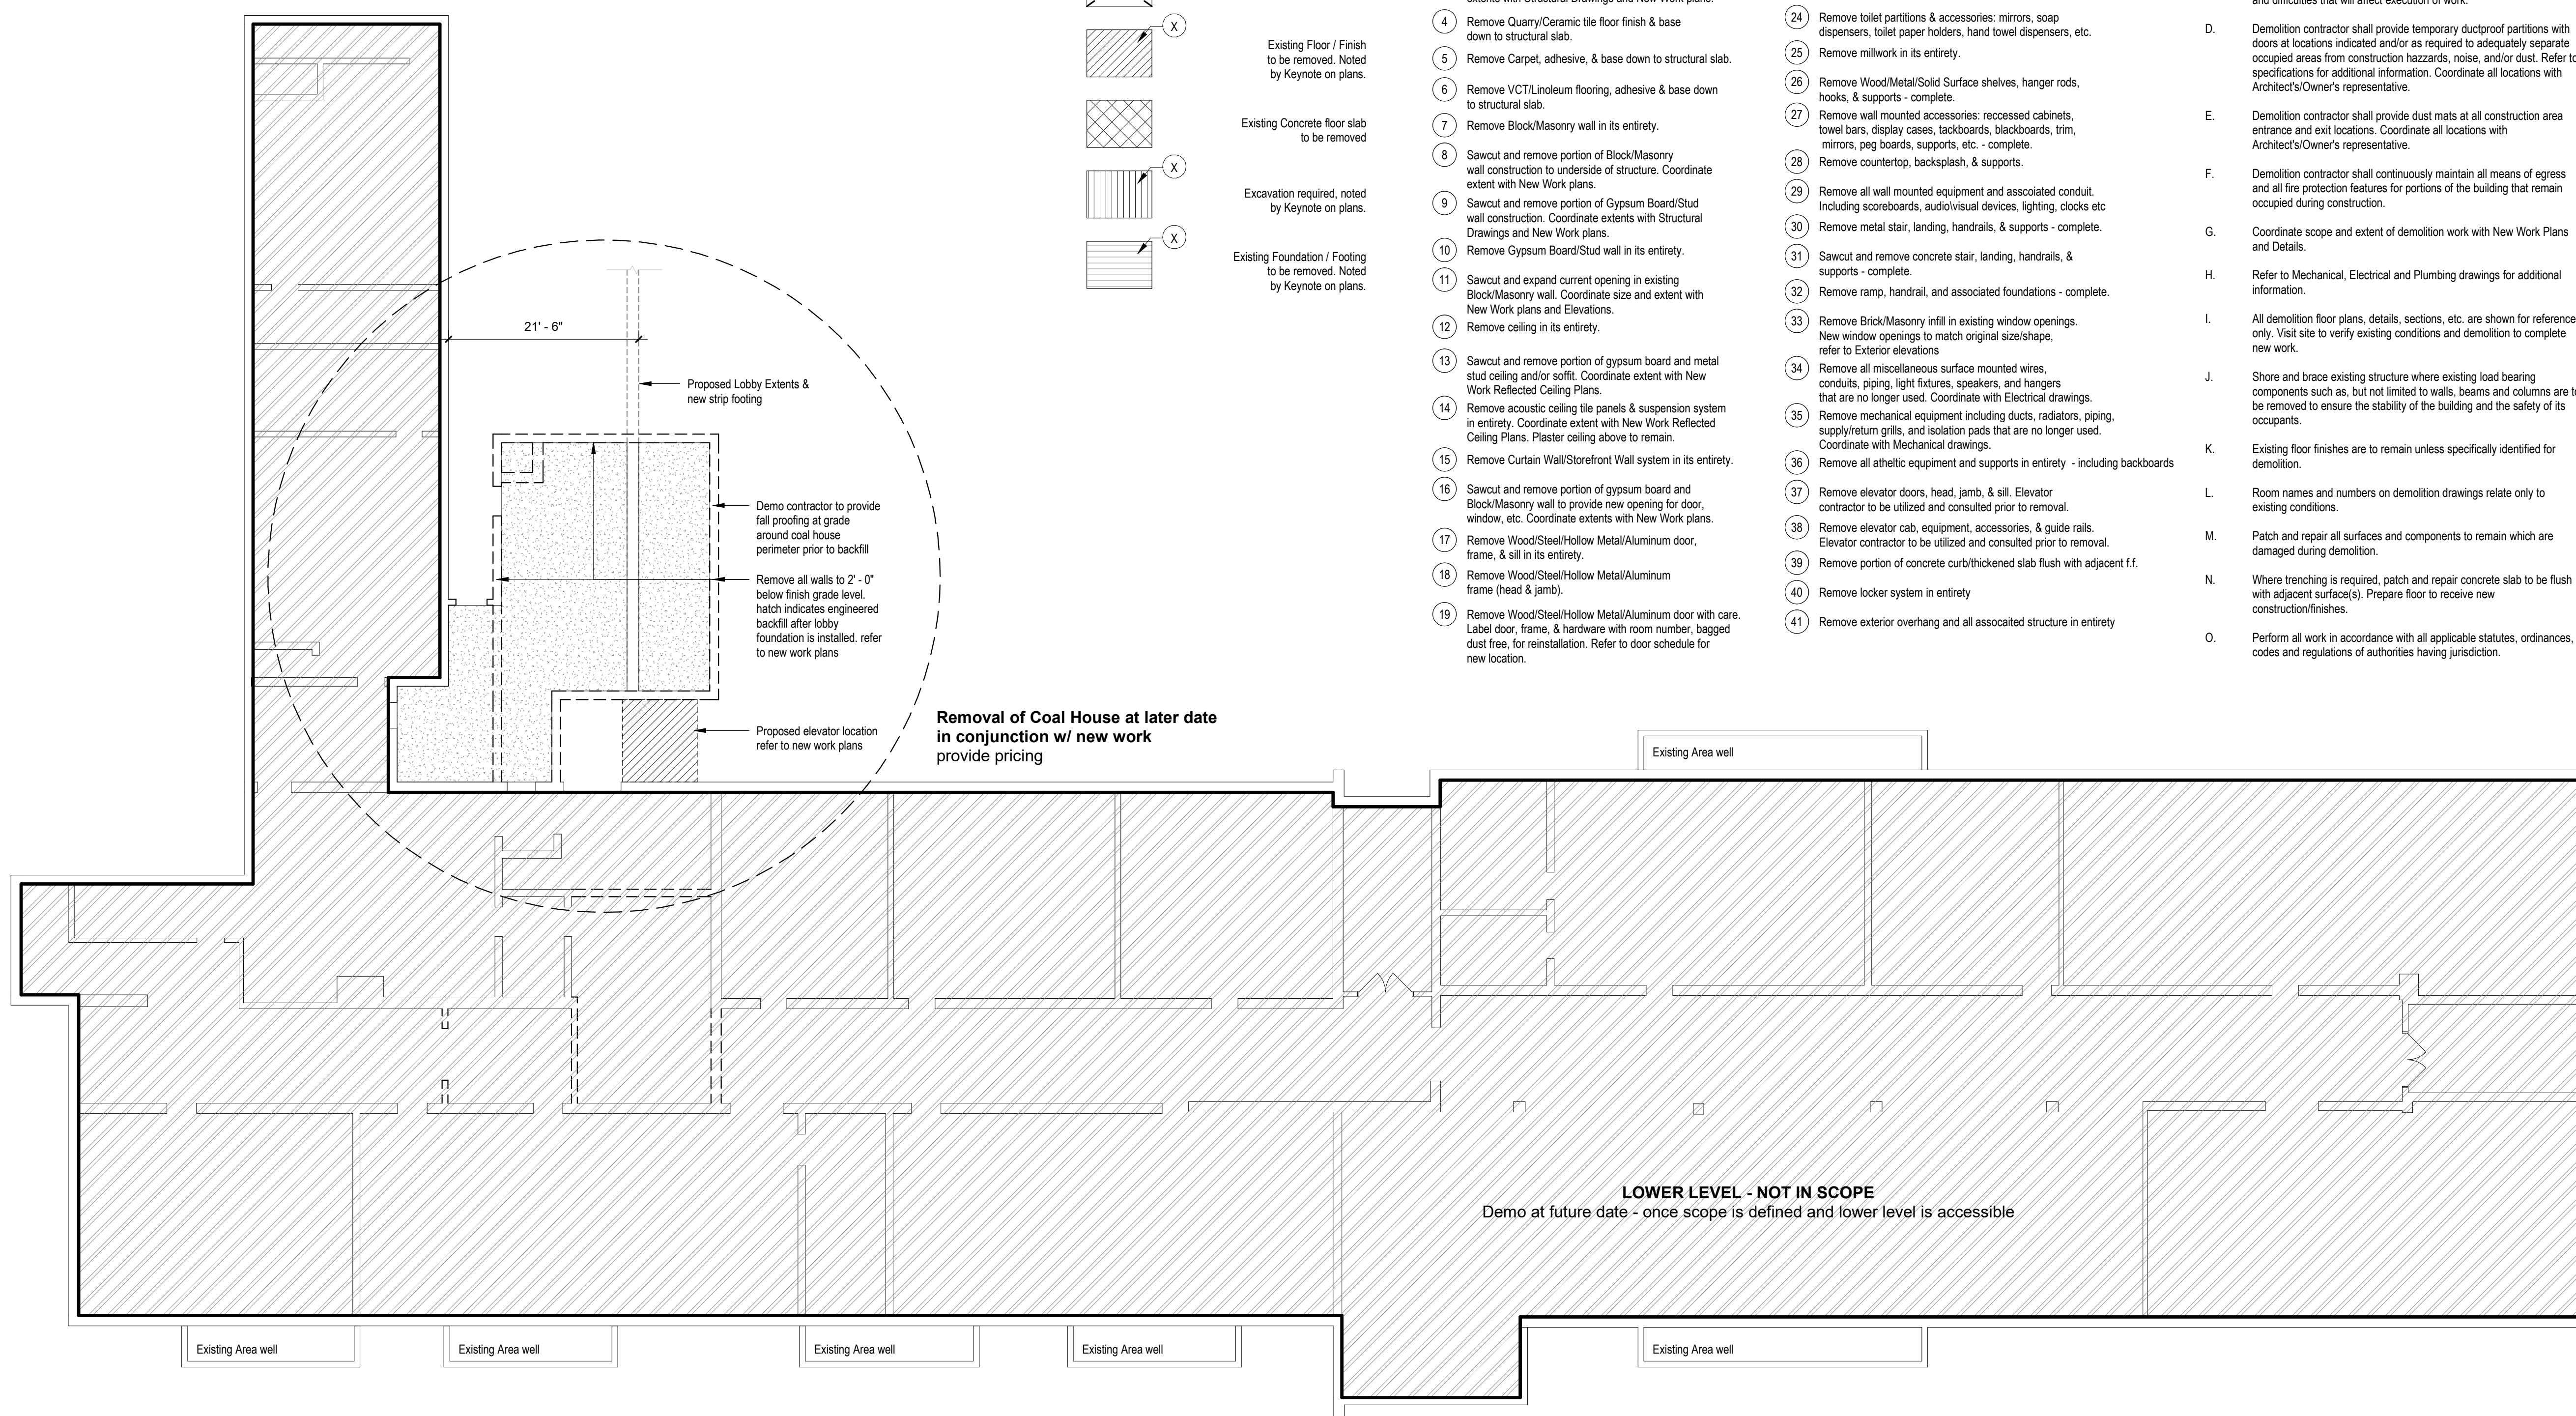 extents with Structural Drawings and New Work plans.
X
Existing Floor / Finish
to be removed. Noted
by Keynote on plans.
Existing Concrete floor slab
to be removed
X
Excavation required, noted
by Keynote on plans.
X
Existing Foundation / Footing
to be removed. Noted
by Keynote on plans.
4 Remove Quarry/Ceramic tile floor finish & base
down to structural slab.
5 Remove Carpet, adhesive, & base down to structural slab.
6 Remove VCT/Linoleum flooring, adhesive & base down
to structural slab.
7 Remove Block/Masonry wall in its entirety.
8 Sawcut and remove portion of Block/Masonry
wall construction to underside of structure. Coordinate
extent with New Work plans.
9 Sawcut and remove portion of Gypsum Board/Stud
wall construction. Coordinate extents with Structural
Drawings and New Work plans.
10 Remove Gypsum Board/Stud wall in its entirety.
11 Sawcut and expand current opening in existing
Block/Masonry wall. Coordinate size and extent with
New Work plans and Elevations.
12 Remove ceiling in its entirety.
13 Sawcut and remove portion of gypsum board and metal
stud ceiling and/or soffit. Coordinate extent with New
Work Reflected Ceiling Plans.
14 Remove acoustic ceiling tile panels & suspension system
in entirety. Coordinate extent with New Work Reflected
Ceiling Plans. Plaster ceiling above to remain.
15 Remove Curtain Wall/Storefront Wall system in its entirety.
16 Sawcut and remove portion of gypsum board and
Block/Masonry wall to provide new opening for door,
window, etc. Coordinate extents with New Work plans.
17 Remove Wood/Steel/Hollow Metal/Aluminum door,
frame, & sill in its entirety.
18 Remove Wood/Steel/Hollow Metal/Aluminum
frame (head & jamb).
19 Remove Wood/Steel/Hollow Metal/Aluminum door with care.
Label door, frame, & hardware with room number, bagged
dust free, for reinstallation. Refer to door schedule for
new location.
24 Remove toilet partitions & accessories: mirrors, soap
dispensers, toilet paper holders, hand towel dispensers, etc.
25 Remove millwork in its entirety.
26 Remove Wood/Metal/Solid Surface shelves, hanger rods,
hooks, & supports - complete.
27 Remove wall mounted accessories: reccessed cabinets,
towel bars, display cases, tackboards, blackboards, trim,
mirrors, peg boards, supports, etc. - complete.
28 Remove countertop, backsplash, & supports.
29 Remove all wall mounted equipment and asscoiated conduit.
Including scoreboards, audio\visual devices, lighting, clocks etc
30 Remove metal stair, landing, handrails, & supports - complete.
31 Sawcut and remove concrete stair, landing, handrails, &
supports - complete.
32 Remove ramp, handrail, and associated foundations - complete.
33 Remove Brick/Masonry infill in existing window openings.
New window openings to match original size/shape,
refer to Exterior elevations
34 Remove all miscellaneous surface mounted wires,
conduits, piping, light fixtures, speakers, and hangers
that are no longer used. Coordinate with Electrical drawings.
35 Remove mechanical equipment including ducts, radiators, piping,
supply/return grills, and isolation pads that are no longer used.
Coordinate with Mechanical drawings.
36 Remove all atheltic equpiment and supports in entirety - including backboards
37 Remove elevator doors, head, jamb, & sill. Elevator
contractor to be utilized and consulted prior to removal.
38 Remove elevator cab, equipment, accessories, & guide rails.
Elevator contractor to be utilized and consulted prior to removal.
39 Remove portion of concrete curb/thickened slab flush with adjacent f.f.
40 Remove locker system in entirety
41 Remove exterior overhang and all assocaited structure in entirety
and difficulties that will affect execution of work.
D. Demolition contractor shall provide temporary ductproof partitions with
doors at locations indicated and/or as required to adequately separate
occupied areas from construction hazzards, noise, and/or dust. Refer to
specifications for additional information. Coordinate all locations with
Architect's/Owner's representative.
E. Demolition contractor shall provide dust mats at all construction area
entrance and exit locations. Coordinate all locations with
Architect's/Owner's representative.
F. Demolition contractor shall continuously maintain all means of egress
and all fire protection features for portions of the building that remain
occupied during construction.
G. Coordinate scope and extent of demolition work with New Work Plans
and Details.
H. Refer to Mechanical, Electrical and Plumbing drawings for additional
information.
I. All demolition floor plans, details, sections, etc. are shown for reference
only. Visit site to verify existing conditions and demolition to complete
new work.
J. Shore and brace existing structure where existing load bearing
components such as, but not limited to walls, beams and columns are to
be removed to ensure the stability of the building and the safety of its
occupants.
K. Existing floor finishes are to remain unless specifically identified for
demolition.
L. Room names and numbers on demolition drawings relate only to
existing conditions.
M. Patch and repair all surfaces and components to remain which are
damaged during demolition.
N. Where trenching is required, patch and repair concrete slab to be flush
with adjacent surface(s). Prepare floor to receive new
construction/finishes.
O. Perform all work in accordance with all applicable statutes, ordinances,
codes and regulations of authorities having jurisdiction.
21' - 6"
Proposed Lobby Extents &
new strip footing
Demo contractor to provide
fall proofing at grade
around coal house
perimeter prior to backfill
Remove all walls to 2' - 0"
below finish grade level.
hatch indicates engineered
backfill after lobby
foundation is installed. refer
to new work plans
Proposed elevator location
refer to new work plans
Removal of Coal House at later date
in conjunction w/ new work
provide pricing
Existing Area well
LOWER LEVEL - NOT IN SCOPE
Demo at future date - once scope is defined and lower level is accessible
Existing Area well
Existing Area well
Existing Area well
Existing Area well
Existing Area well